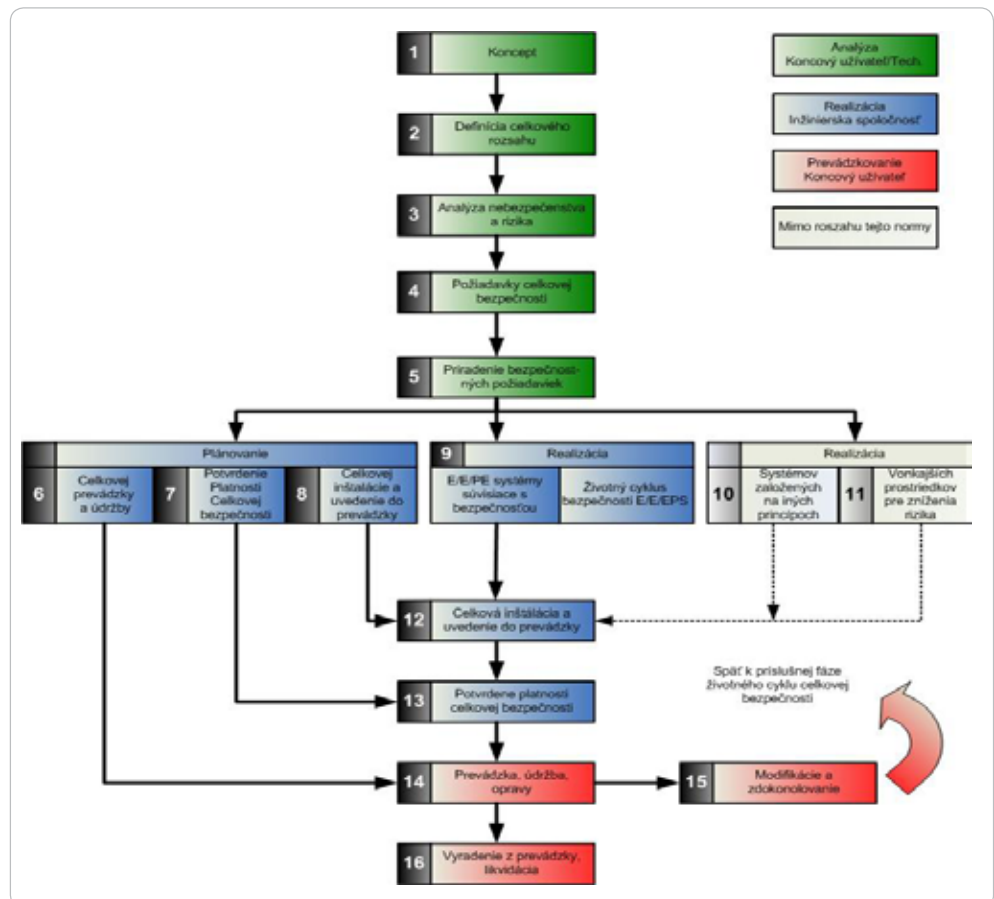 1
Koncept
Analýza
Koncový užívateľ/Tech.
Realizácia
Inžinierska spoločnosť
2
Definícia celkového
rozsahu
Prevádzkovanie
Koncový užívateľ
3
Analýza nebezpečenstva
a rizika
Mimo roszahu tejto normy
4
Požiadavky celkovej
bezpečnosti
5
Priradenie bezpečnost-
ných požiadaviek
Plánovanie
6
Celkovej
prevádzky
a údržby
7
Potvrdenie
Platnosti
Celkovej
bezpečnosti
8
Celkovej
inštalácie a
uvedenie do
prevádzky
9
Realizácia
E/E/PE systémy
súvisiace s
bezpečnosťou
Životný cyklus
bezpečnosti E/E/EPS
Realizácia
10
Systémov
založených
na iných
princípoch
11
Vonkajších
prostriedkov
pre zníženia
rizika
12
Celková inštálácia a
uvedenie do prevádzky
13
Potvrdene platnosti
celkovej bezpečnosti
Späť k príslušnej fáze
životného cyklu celkovej
bezpečnosti
14
Prevádzka, údržba,
opravy
15
Modifikácie a
zdokonolovanie
16
Vyradenie z prevádzky,
likvidácia